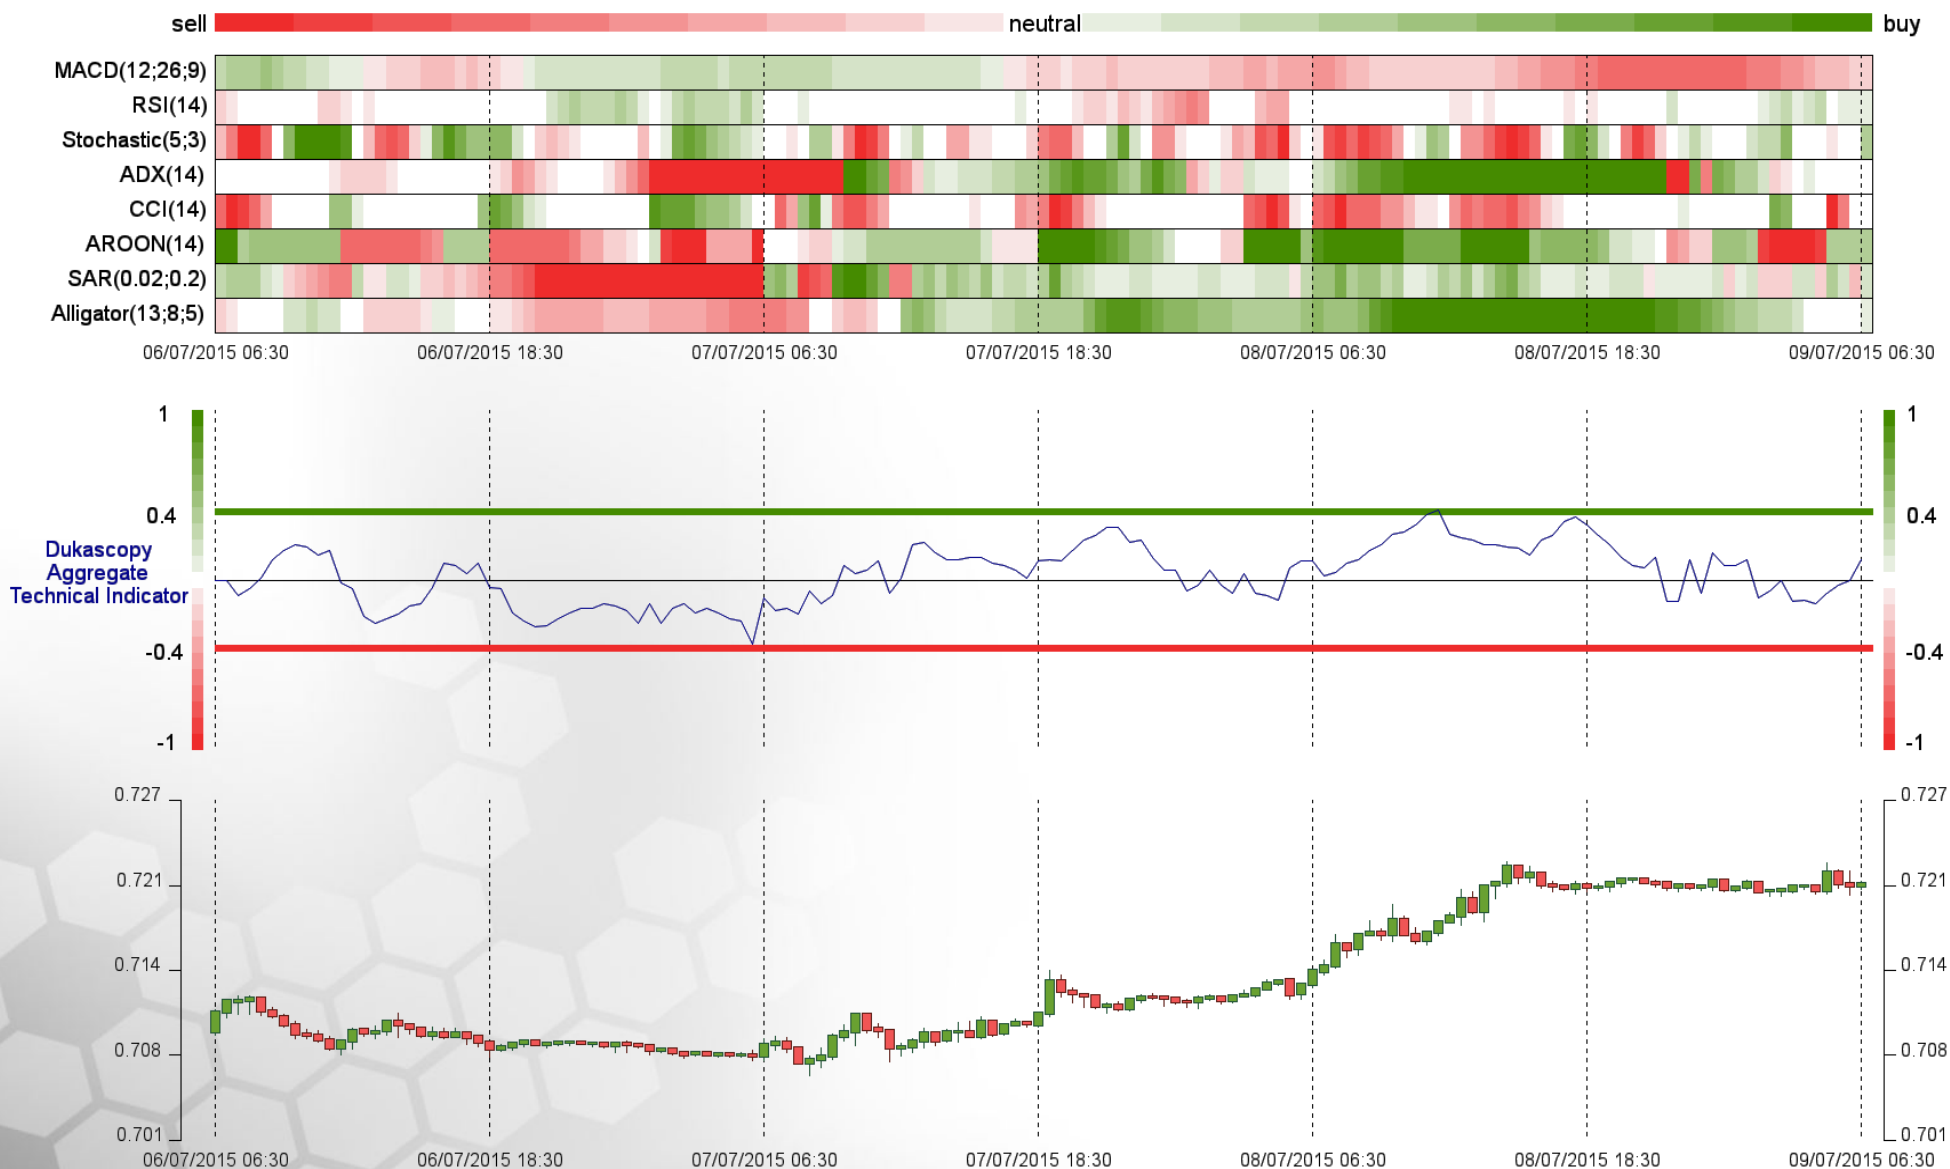 sell neutral buy
MACD(12;26;9)
RSI(14)
Stochastic(5;3)
ADX(14)
CCI(14)
AROON(14)
SAR(0.02;0.2)
Alligator(13;8;5)
06/07/2015 06:30 06/07/2015 18:30 07/07/2015 06:30 07/07/2015 18:30 08/07/2015 06:30 08/07/2015 18:30 09/07/2015 06:30
1 1
0.4 0.4
Dukascopy
Aggregate
Technical Indicator
-0.4 -0.4
-1 -1
0.727 0.727
0.721 0.721
0.714 0.714
0.708 0.708
0.701 0.701
06/07/2015 06:30 06/07/2015 18:30 07/07/2015 06:30 07/07/2015 18:30 08/07/2015 06:30 08/07/2015 18:30 09/07/2015 06:30